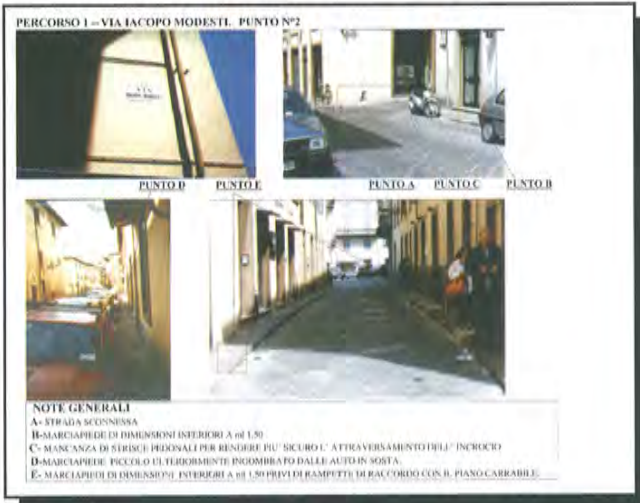 PERCORSO 1 – VIA IACOPO MODESTI. PUNTO N°2
PUNTO D PUNTO E PUNTO A PUNTO C PUNTO B
NOTE GENERALI
A- STRADA SCONNESSA
B-MARCIAPIEDE DI DIMENSIONI INFERIORI A ml 1,50
C- MANCANZA DI STRISCE PEDONALI PER RENDERE PIU' SICURO L' ATTRAVERSAMENTO DELL' INCROCIO
D-MARCIAPIEDE PICCOLO ULTERIORMENTE INGOMBRATO DALLE AUTO IN SOSTA.
E- MARCIAPIEDI DI DIMENSIONI INFERIORI A ml 1,50 PRIVI DI RAMPETTE DI RACCORDO CON IL PIANO CARRABILE.